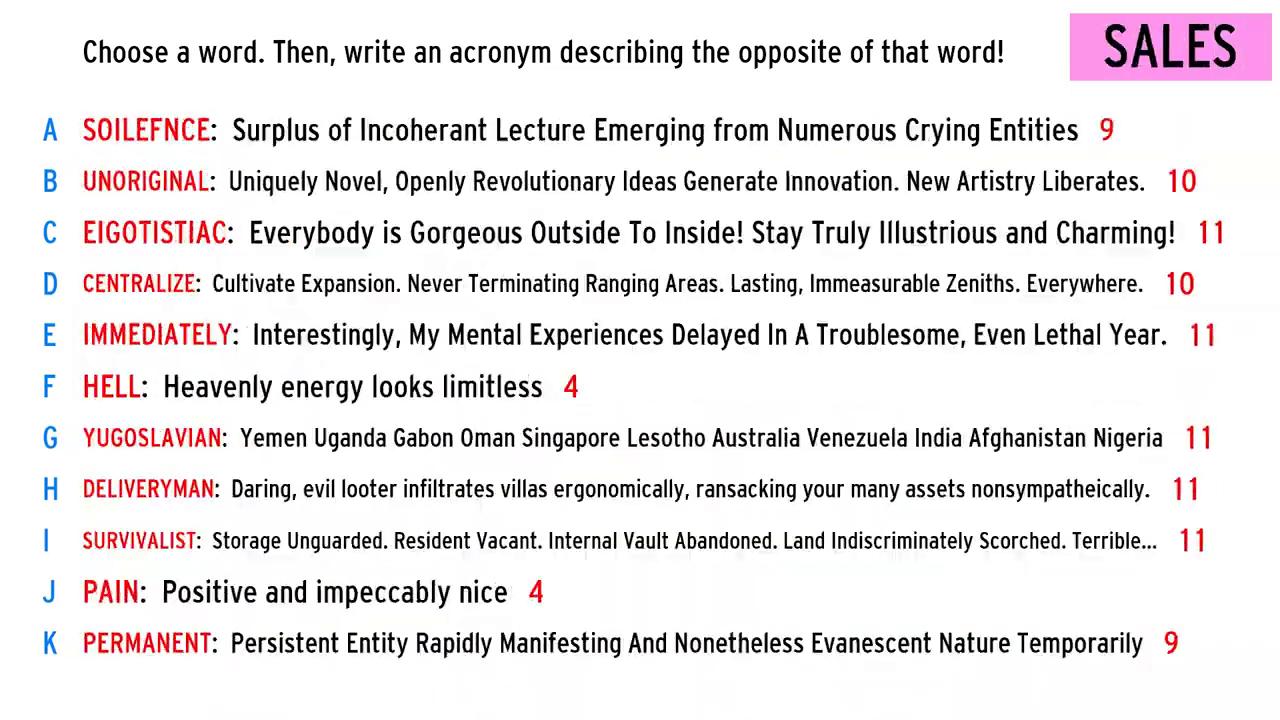 Choose a word. Then, write an acronym describing the opposite of that word!
SALES
A SOILEFNCE: Surplus of Incoherant Lecture Emerging from Numerous Crying Entities 9
B UNORIGINAL: Uniquely Novel, Openly Revolutionary Ideas Generate Innovation. New Artistry Liberates. 10
C EIGOTISTIAC: Everybody is Gorgeous Outside To Inside! Stay Truly Illustrious and Charming! 11
D CENTRALIZE: Cultivate Expansion. Never Terminating Ranging Areas. Lasting, Immeasurable Zeniths. Everywhere. 10
E IMMEDIATELY: Interestingly, My Mental Experiences Delayed In A Troublesome, Even Lethal Year. 11
F HELL: Heavenly energy looks limitless 4
G YUGOSLAVIAN: Yemen Uganda Gabon Oman Singapore Lesotho Australia Venezuela India Afghanistan Nigeria 11
H DELIVERYMAN: Daring, evil looter infiltrates villas ergonomically, ransacking your many assets nonsympatheically. 11
I SURVIVALIST: Storage Unguarded. Resident Vacant. Internal Vault Abandoned. Land Indiscriminately Scorched. Terrible... 11
J PAIN: Positive and impeccably nice 4
K PERMANENT: Persistent Entity Rapidly Manifesting And Nonetheless Evanescent Nature Temporarily 9